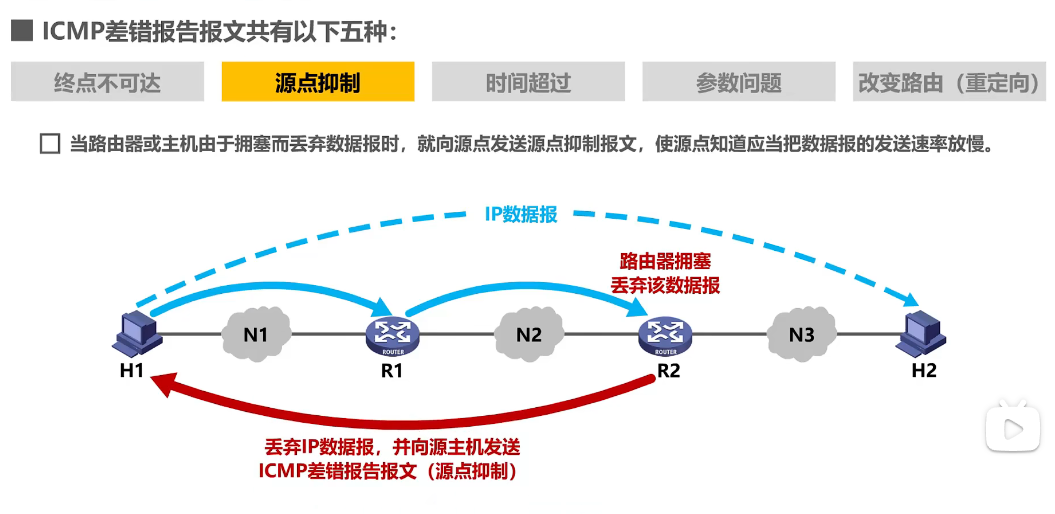 ICMP差错报告报文共有以下五种：
终点不可达
源点抑制
时间超过
参数问题
改变路由（重定向）
当路由器或主机由于拥塞而丢弃数据报时，就向源点发送源点抑制报文，使源点知道应当把数据报的发送速率放慢。
IP数据报
路由器拥塞
丢弃该数据报
N1
N2
N3
ROUTER
ROUTER
H1
R1
R2
H2
丢弃IP数据报，并向源主机发送
ICMP差错报告报文（源点抑制）